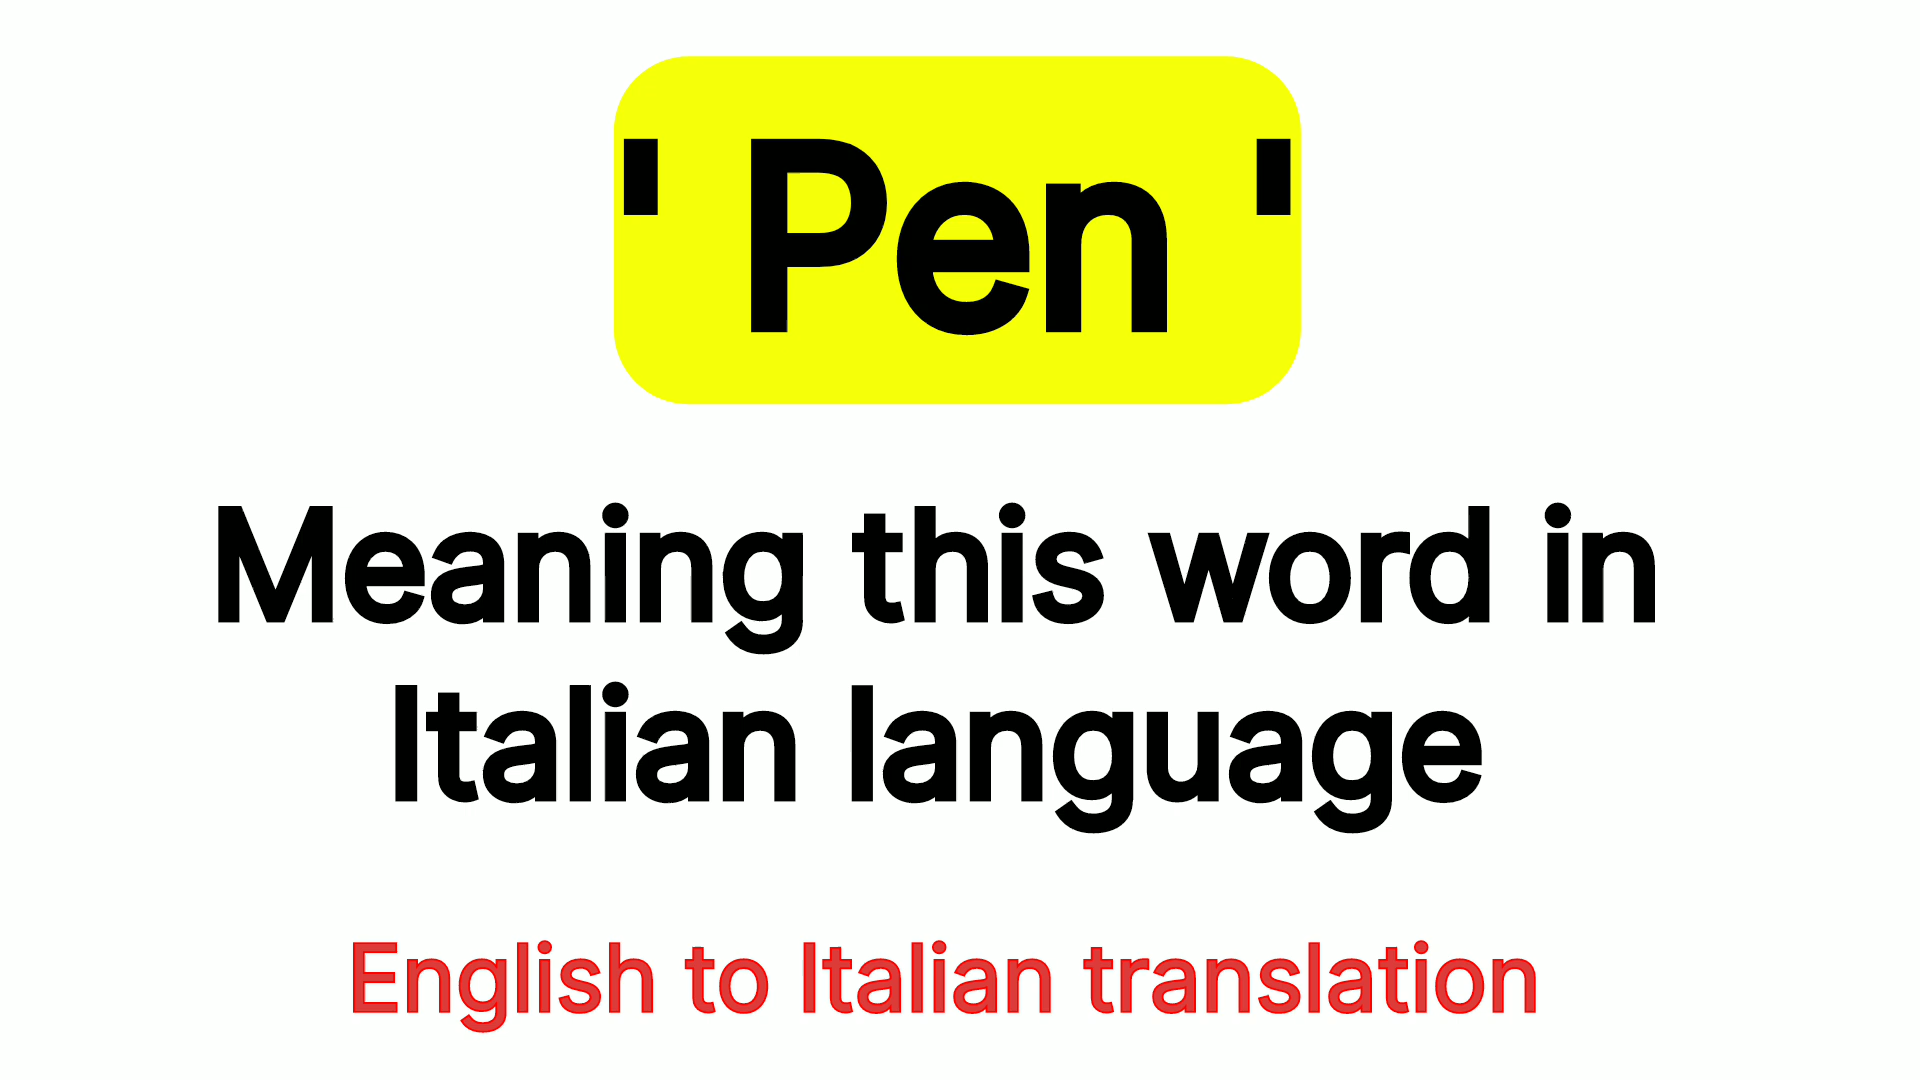 ' Pen '
Meaning this word in
Italian language
English to Italian translation